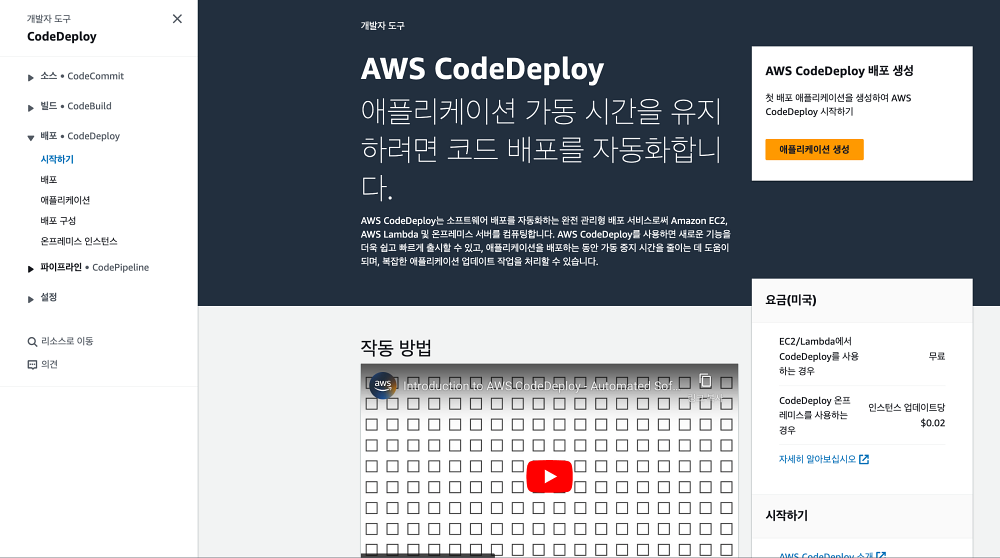 개발자 도구
CodeDeploy
소스 • CodeCommit
빌드 • CodeBuild
배포 • CodeDeploy
시작하기
배포
애플리케이션
배포 구성
온프레미스 인스턴스
파이프라인 • CodePipeline
설정
리소스로 이동
의견
개발자 도구
AWS CodeDeploy
애플리케이션 가동 시간을 유지
하려면 코드 배포를 자동화합니
다.
AWS CodeDeploy는 소프트웨어 배포를 자동화하는 완전 관리형 배포 서비스로써 Amazon EC2,
AWS Lambda 및 온프레미스 서버를 컴퓨팅합니다. AWS CodeDeploy를 사용하면 새로운 기능을
더욱 쉽고 빠르게 출시할 수 있고, 애플리케이션을 배포하는 동안 가동 중지 시간을 줄이는 데 도움이
되며, 복잡한 애플리케이션 업데이트 작업을 처리할 수 있습니다.
AWS CodeDeploy 배포 생성
첫 배포 애플리케이션을 생성하여 AWS
CodeDeploy 시작하기
애플리케이션 생성
작동 방법
aws
Introduction to AWS CodeDeploy - Automated Sof...
요금(미국)
EC2/Lambda에서
CodeDeploy를 사용
하는 경우
무료
CodeDeploy 온프
레미스를 사용하는
경우
인스턴스 업데이트당
$0.02
자세히 알아보십시오
시작하기
AWS CodeDeploy 소개